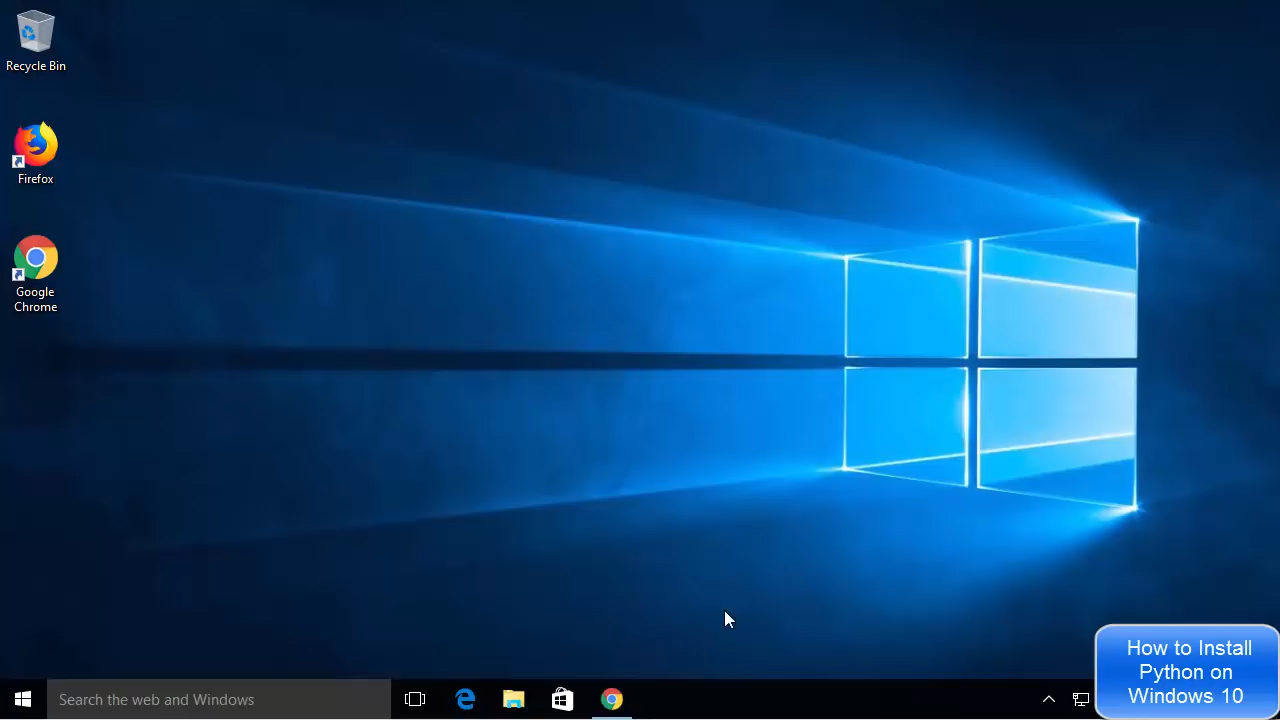 Recycle Bin
Firefox
Google
Chrome
Search the web and Windows
How to Install
Python on
Windows 10